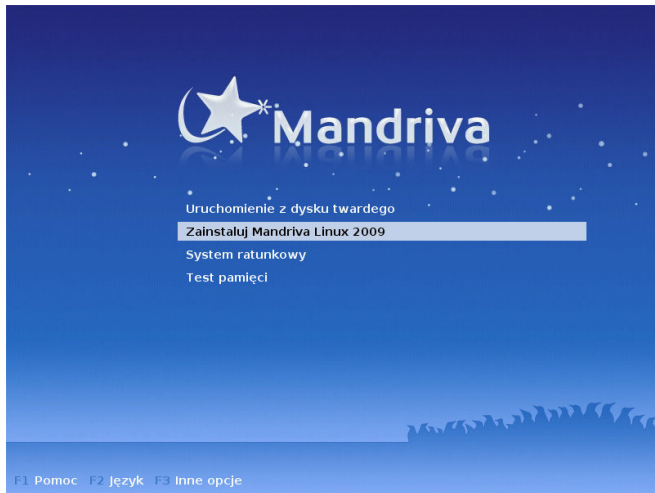 Mandriva
Uruchomienie z dysku twardego
Zainstaluj Mandriva Linux 2009
System ratunkowy
Test pamięci
F1 Pomoc F2 Język F3 Inne opcje